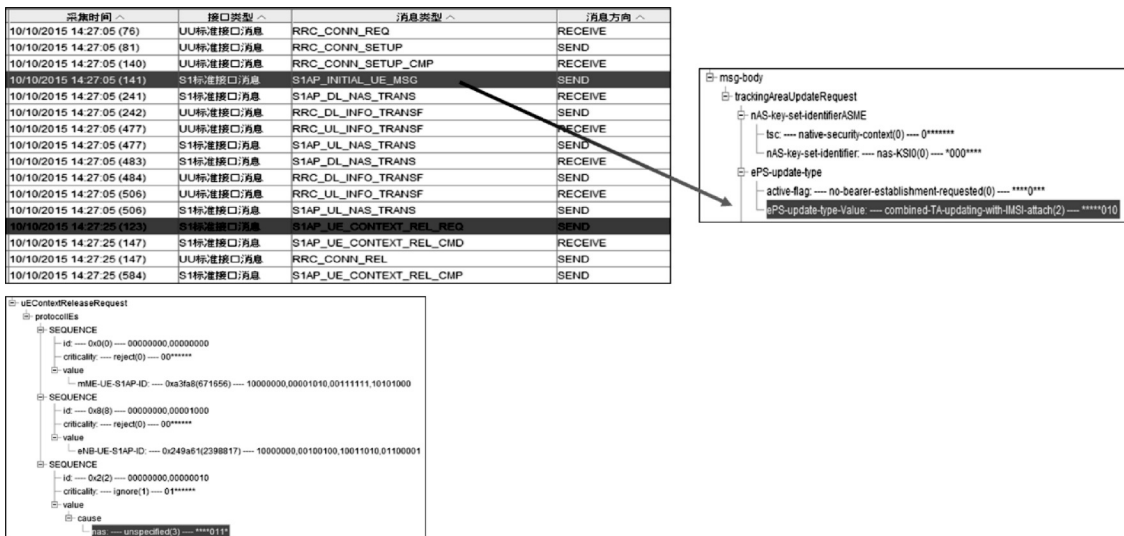 采集时间 接口类型 消息类型 消息方向
10/10/2015 14:27:05 (76) UU标准接口消息 RRC_CONN_REQ RECEIVE
10/10/2015 14:27:05 (81) UU标准接口消息 RRC_CONN_SETUP SEND
10/10/2015 14:27:05 (140) UU标准接口消息 RRC_CONN_SETUP_CMP RECEIVE
10/10/2015 14:27:05 (141) S1标准接口消息 S1AP_INITIAL_UE_MSG SEND
10/10/2015 14:27:05 (241) S1标准接口消息 S1AP_DL_NAS_TRANS RECEIVE
10/10/2015 14:27:05 (242) UU标准接口消息 RRC_DL_INFO_TRANSF SEND
10/10/2015 14:27:05 (477) UU标准接口消息 RRC_UL_INFO_TRANSF RECEIVE
10/10/2015 14:27:05 (477) S1标准接口消息 S1AP_UL_NAS_TRANS SEND
10/10/2015 14:27:05 (483) S1标准接口消息 S1AP_DL_NAS_TRANS RECEIVE
10/10/2015 14:27:05 (484) UU标准接口消息 RRC_DL_INFO_TRANSF SEND
10/10/2015 14:27:05 (506) UU标准接口消息 RRC_UL_INFO_TRANSF RECEIVE
10/10/2015 14:27:05 (506) S1标准接口消息 S1AP_UL_NAS_TRANS SEND
10/10/2015 14:27:25 (123) S1标准接口消息 S1AP_UE_CONTEXT_REL_REQ SEND
10/10/2015 14:27:25 (147) S1标准接口消息 S1AP_UE_CONTEXT_REL_CMD RECEIVE
10/10/2015 14:27:25 (147) UU标准接口消息 RRC_CONN_REL SEND
10/10/2015 14:27:25 (584) S1标准接口消息 S1AP_UE_CONTEXT_REL_CMP SEND
msg-body
trackingAreaUpdateRequest
nAS-key-set-identifierASME
tsc: ---- native-security-context(0) ---- 0*******
nAS-key-set-identifier: ---- nas-KSI0(0) ---- *000****
ePS-update-type
active-flag: ---- no-bearer-establishment-requested(0) ---- ****0***
ePS-update-type-Value: ---- combined-TA-updating-with-IMSI-attach(2) ---- *****010
uEContextReleaseRequest
protocolIEs
SEQUENCE
id: ---- 0x0(0) ---- 00000000,00000000
criticality: ---- reject(0) ---- 00******
value
mME-UE-S1AP-ID: ---- 0xa3fa8(671656) ---- 10000000,00001010,00111111,10101000
SEQUENCE
id: ---- 0x8(8) ---- 00000000,00001000
criticality: ---- reject(0) ---- 00******
value
eNB-UE-S1AP-ID: ---- 0x249a61(2398817) ---- 10000000,00100100,10011010,01100001
SEQUENCE
id: ---- 0x2(2) ---- 00000000,00000010
criticality: ---- ignore(1) ---- 01******
value
cause
nas: ---- unspecified(3) ---- ****011*